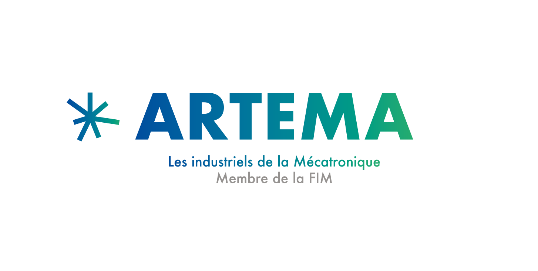 ARTEMA
Les industriels de la Mécatronique
Membre de la FIM